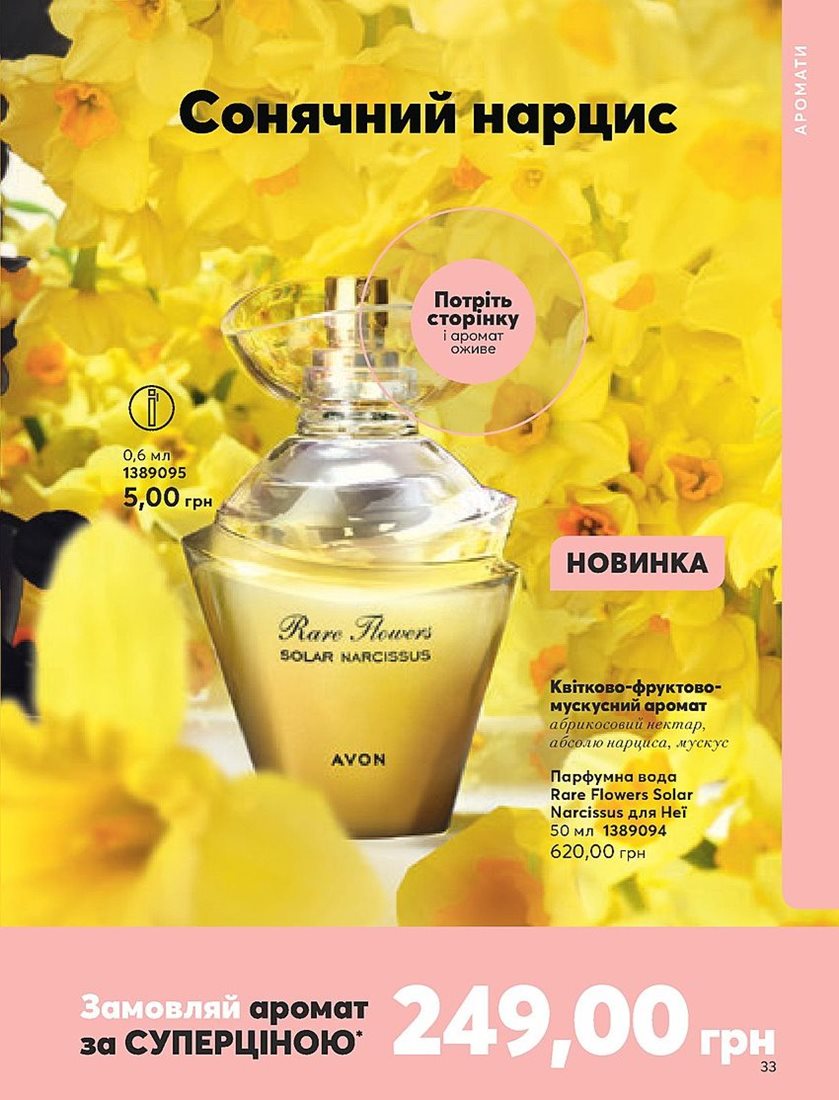 АРОМАТИ
Сонячний нарцис
Потріть
сторінку
і аромат
оживе
0,6 мл
1389095
5,00 грн
НОВИНКА
Rare Flowers
SOLAR NARCISSUS
AVON
Квітково-фруктово-
мускусний аромат
абрикосовий нектар,
абсолю нарциса, мускус
Парфумна вода
Rare Flowers Solar
Narcissus для Неї
50 мл 1389094
620,00 грн
Замовляй аромат
за СУПЕРЦІНОЮ*
249,00 грн
33